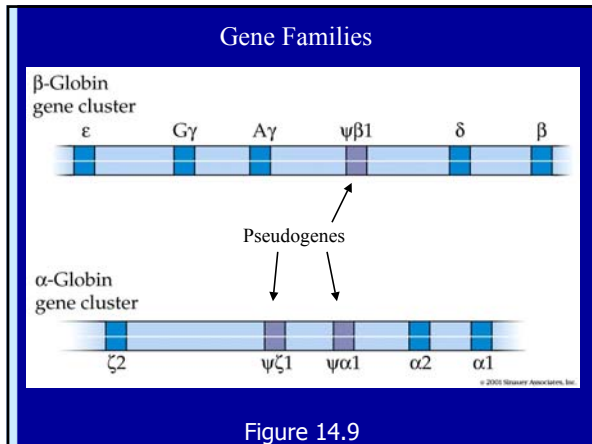 Gene Families
β-Globin
gene cluster
ε Gγ Aγ ψβ1 δ β
Pseudogenes
α-Globin
gene cluster
ζ2 ψζ1 ψα1 α2 α1
© 2001 Sinauer Associates, Inc.
Figure 14.9